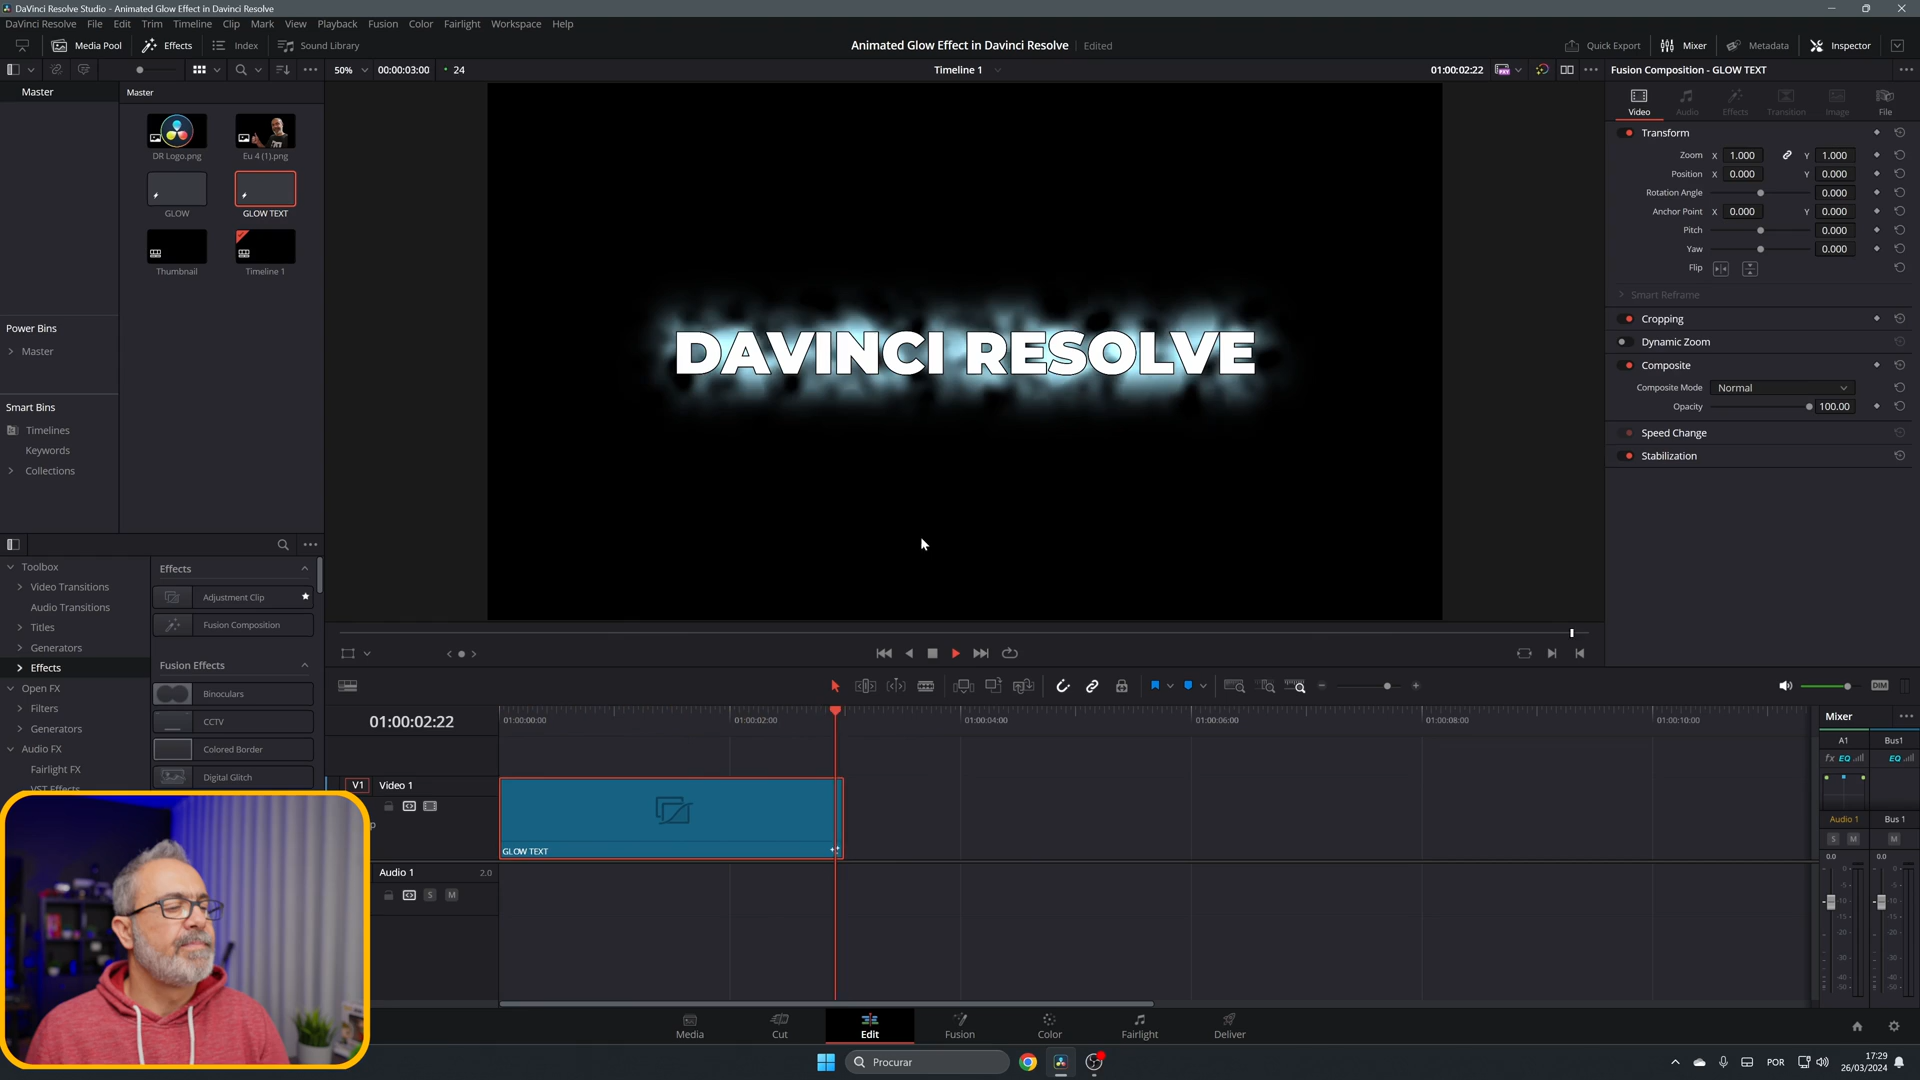 DaVinci Resolve Studio - Animated Glow Effect in Davinci Resolve
DaVinci Resolve File Edit Trim Timeline Clip Mark View Playback Fusion Color Fairlight Workspace Help
Media Pool Effects Index Sound Library
Animated Glow Effect in Davinci Resolve Edited
Quick Export Mixer Metadata Inspector
50% 00:00:03:00 24 Timeline 1 01:00:02:22
Fusion Composition - GLOW TEXT
Master
Master
DR Logo.png
Eu 4 (1).png
GLOW
GLOW TEXT
Thumbnail
Timeline 1
Power Bins
Master
Smart Bins
Timelines
Keywords
Collections
DAVINCI RESOLVE
Video Audio Effects Transition Image File
Transform
Zoom X 1.000 Y 1.000
Position X 0.000 Y 0.000
Rotation Angle 0.000
Anchor Point X 0.000 Y 0.000
Pitch 0.000
Yaw 0.000
Flip
Smart Reframe
Cropping
Dynamic Zoom
Composite
Composite Mode Normal
Opacity 100.00
Speed Change
Stabilization
Toolbox
Video Transitions
Audio Transitions
Titles
Generators
Effects
Open FX
Filters
Generators
Audio FX
Fairlight FX
VST Effects
Effects
Adjustment Clip
Fusion Composition
Fusion Effects
Binoculars
CCTV
Colored Border
Digital Glitch
DIM
01:00:02:22
01:00:00:00 01:00:02:00 01:00:04:00 01:00:06:00 01:00:08:00 01:00:10:00
V1 Video 1
GLOW TEXT
Audio 1 2.0
S M
Mixer
A1 Bus1
fx EQ EQ
Audio 1 Bus 1
S M M
0.0 0.0
Media Cut Edit Fusion Color Fairlight Deliver
Procurar
POR
17:29
26/03/2024